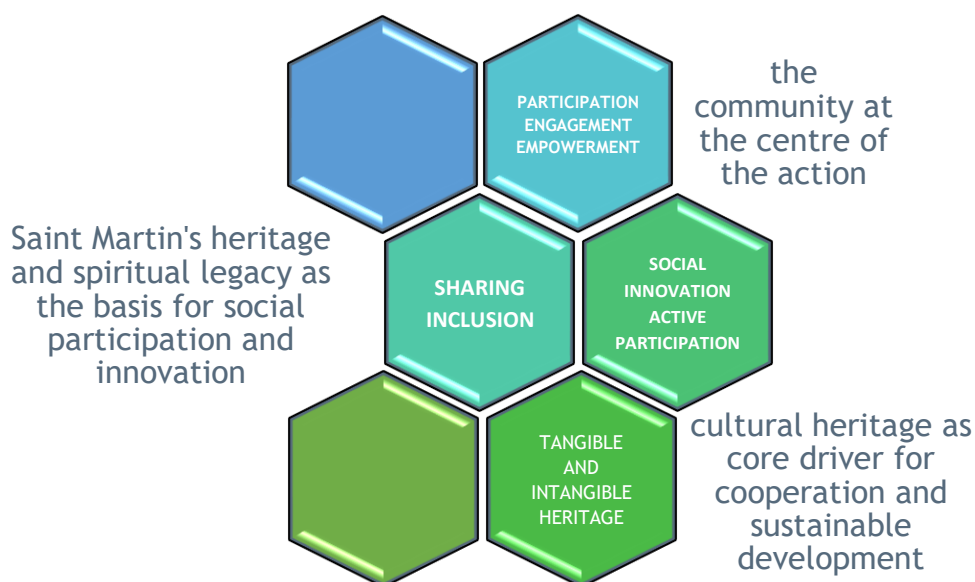 PARTICIPATION
ENGAGEMENT
EMPOWERMENT
the
community at
the centre of
the action
Saint Martin's heritage
and spiritual legacy as
the basis for social
participation and
innovation
SHARING
INCLUSION
SOCIAL
INNOVATION
ACTIVE
PARTICIPATION
TANGIBLE
AND
INTANGIBLE
HERITAGE
cultural heritage as
core driver for
cooperation and
sustainable
development